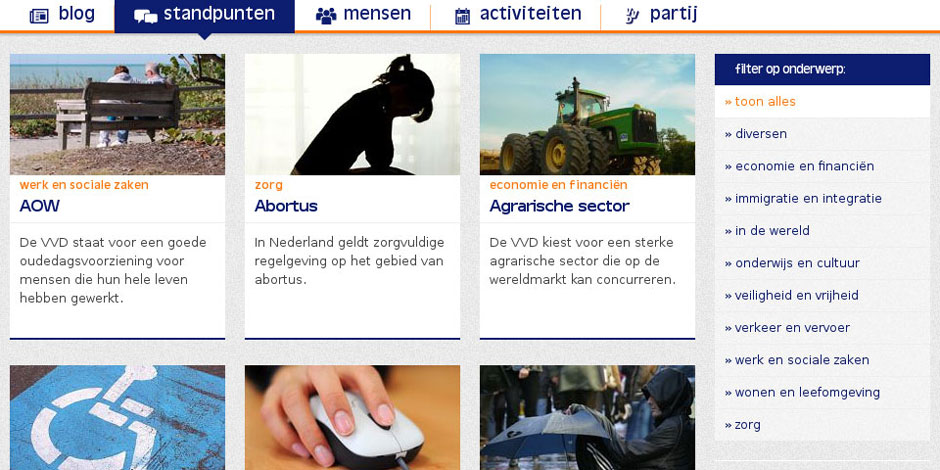 blog
standpunten
mensen
activiteiten
partij
werk en sociale zaken
AOW
De VVD staat voor een goede
oudedagsvoorziening voor
mensen die hun hele leven
hebben gewerkt.
zorg
Abortus
In Nederland geldt zorgvuldige
regelgeving op het gebied van
abortus.
economie en financiën
Agrarische sector
De VVD kiest voor een sterke
agrarische sector die op de
wereldmarkt kan concurreren.
filter op onderwerp:
» toon alles
» diversen
» economie en financiën
» immigratie en integratie
» in de wereld
» onderwijs en cultuur
» veiligheid en vrijheid
» verkeer en vervoer
» werk en sociale zaken
» wonen en leefomgeving
» zorg